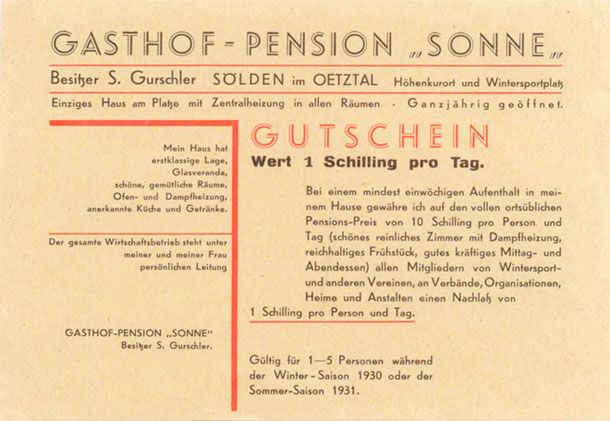 GASTHOF-PENSION „SONNE„
Besitzer S. Gurschler SÖLDEN im OETZTAL Höhenkurort und Wintersportplatz
Einziges Haus am Platze mit Zentralheizung in allen Räumen · Ganzjährig geöffnet.
Mein Haus hat
erstklassige Lage,
Glasveranda,
schöne, gemütliche Räume,
Ofen- und Dampfheizung,
anerkannte Küche und Getränke.
Der gesamte Wirtschaftsbetrieb steht unter
meiner und meiner Frau
persönlichen Leitung
GASTHOF-PENSION „SONNE"
Besitzer S. Gurschler.
GUTSCHEIN
Wert 1 Schilling pro Tag.
Bei einem mindest einwöchigen Aufenthalt in mei-
nem Hause gewähre ich auf den vollen ortsüblichen
Pensions-Preis von 10 Schilling pro Person und
Tag (schönes reinliches Zimmer mit Dampfheizung,
reichhaltiges Frühstück, gutes kräftiges Mittag- und
Abendessen) allen Mitgliedern von Wintersport-
und anderen Vereinen, an Verbände, Organisationen,
Heime und Anstalten einen Nachlaß von
1 Schilling pro Person und Tag.
Gültig für 1—5 Personen während
der Winter-Saison 1930 oder der
Sommer-Saison 1931.